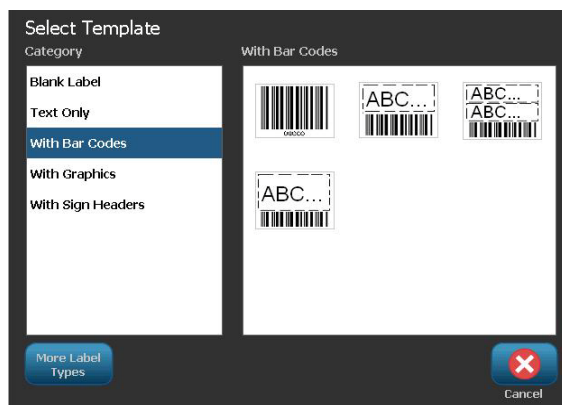 Select Template
Category
With Bar Codes
Blank Label
Text Only
With Bar Codes
With Graphics
With Sign Headers
ABC...
ABC...
ABC...
ABC...
More Label
Types
Cancel